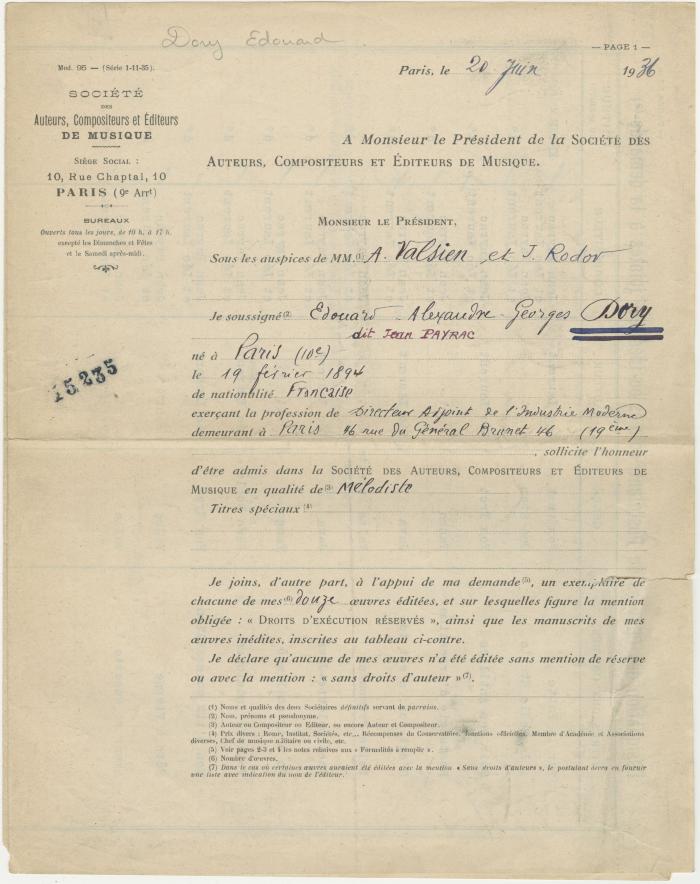 Dory Edouard
— PAGE 1 —
Mod. 95 — (Série 1-11-35).
Paris, le 20 Juin 1936
SOCIÉTÉ
DES
Auteurs, Compositeurs et Éditeurs
DE MUSIQUE
SIÈGE SOCIAL :
10, Rue Chaptal, 10
PARIS (9e Arrt)
BUREAUX
Ouverts tous les jours, de 10 h. à 17 h.
excepté les Dimanches et Fêtes
et le Samedi après-midi.
A Monsieur le Président de la SOCIÉTÉ DES
AUTEURS, COMPOSITEURS ET ÉDITEURS DE MUSIQUE.
MONSIEUR LE PRÉSIDENT,
Sous les auspices de MM.(1) A. Valsien et J. Rodor
Je soussigné(2) Edouard - Alexandre - Georges Dory
dit Jean PAYRAC
né à Paris (10e)
le 19 février 1894
de nationalité Française
exerçant la profession de Directeur Adjoint de l'Industrie Moderne
demeurant à Paris 46 rue du Général Brunet 46 (19ème)
, sollicite l'honneur
d'être admis dans la SOCIÉTÉ DES AUTEURS, COMPOSITEURS ET ÉDITEURS DE
MUSIQUE en qualité de(3) Mélodiste
Titres spéciaux (4)
15235
Je joins, d'autre part, à l'appui de ma demande(5), un exemplaire de
chacune de mes(6) douze œuvres éditées, et sur lesquelles figure la mention
obligée : « DROITS D'EXÉCUTION RÉSERVÉS », ainsi que les manuscrits de mes
œuvres inédites, inscrites au tableau ci-contre.
Je déclare qu'aucune de mes œuvres n'a été éditée sans mention de réserve
ou avec la mention : « sans droits d'auteur »(7).
(1) Noms et qualités des deux Sociétaires définitifs servant de parrains.
(2) Nom, prénoms et pseudonyme.
(3) Auteur ou Compositeur ou Editeur, ou encore Auteur et Compositeur.
(4) Prix divers : Rome, Institut, Sociétés, etc... Récompenses du Conservatoire, fonctions officielles, Membre d'Académie et Associations
diverses, Chef de musique militaire ou civile, etc.
(5) Voir pages 2-3 et 4 les notes relatives aux « Formalités à remplir ».
(6) Nombre d'œuvres.
(7) Dans le cas où certaines œuvres auraient été éditées avec la mention « Sans droits d'auteurs », le postulant devra en fournir
une liste avec indication du nom de l'éditeur.